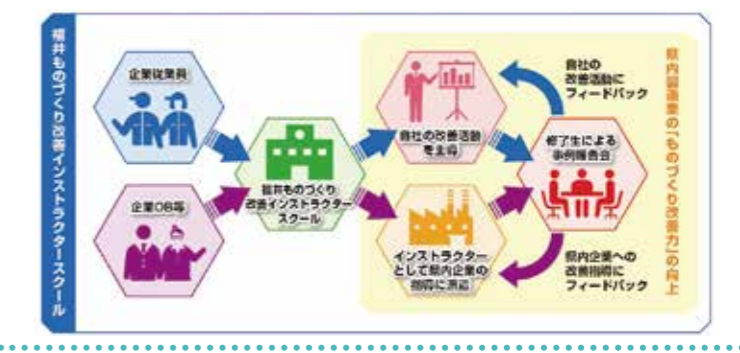 福井ものづくり改善インストラクタースクール
企業従業員
企業OB等
福井ものづくり
改善インストラクター
スクール
自社の改善活動
を主導
インストラクター
として県内企業の
指導に派遣
自社の
改善活動に
フィードバック
修了生による
事例報告会
県内企業への
改善指導に
フィードバック
県内製造業の「ものづくり改善力」の向上